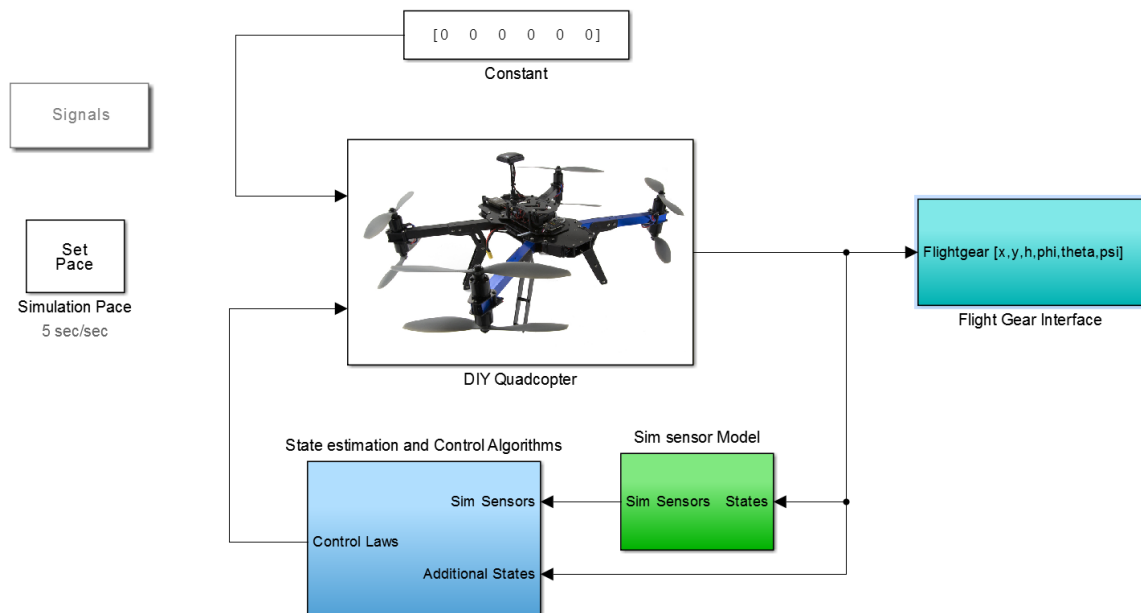 [0 0 0 0 0 0]
Constant
Signals
Set
Pace
Simulation Pace
5 sec/sec
DIY Quadcopter
Flightgear [x,y,h,phi,theta,psi]
Flight Gear Interface
State estimation and Control Algorithms
Sim Sensors
Control Laws
Additional States
Sim sensor Model
Sim Sensors States